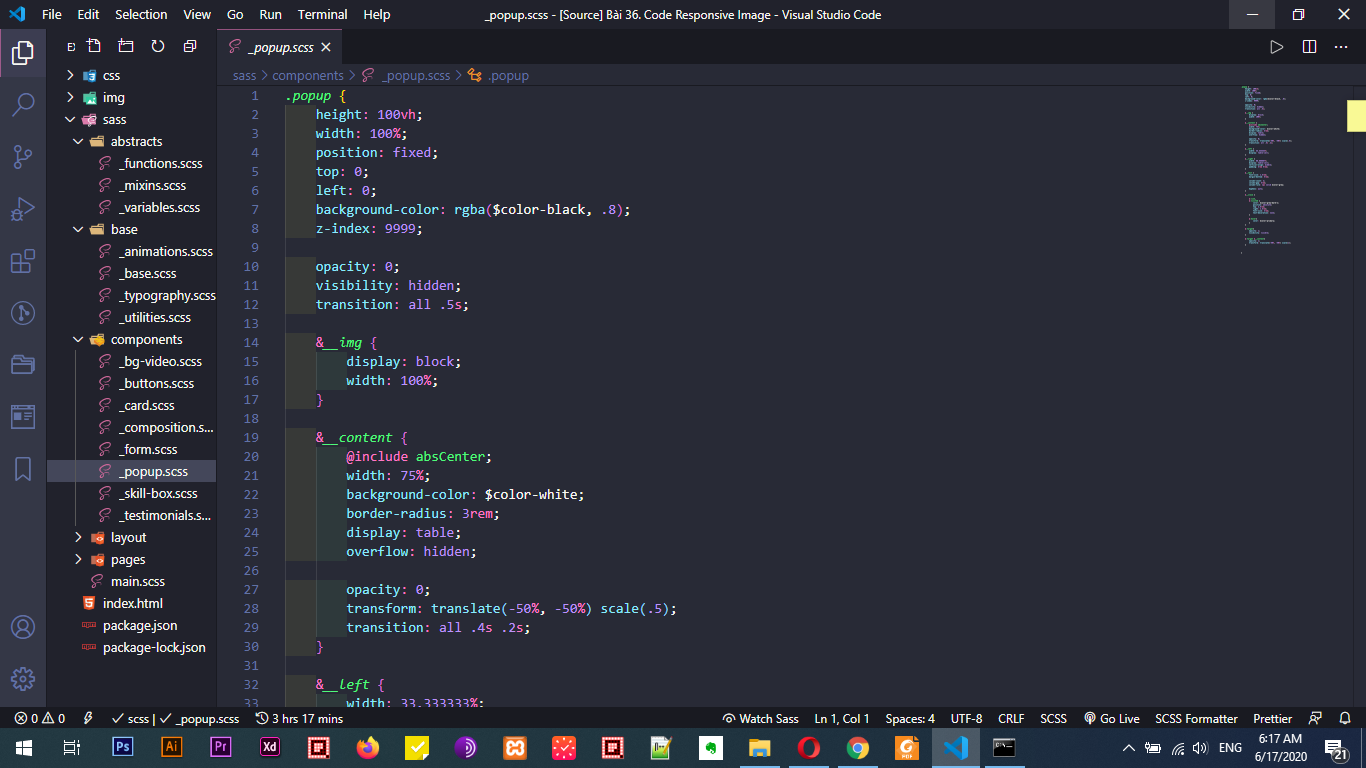 File Edit Selection View Go Run Terminal Help
_popup.scss - [Source] Bài 36. Code Responsive Image - Visual Studio Code
E
css
img
sass
abstracts
_functions.scss
_mixins.scss
_variables.scss
base
_animations.scss
_base.scss
_typography.scss
_utilities.scss
components
_bg-video.scss
_buttons.scss
_card.scss
_composition.s...
_form.scss
_popup.scss
_skill-box.scss
_testimonials.s...
layout
pages
main.scss
index.html
package.json
package-lock.json
_popup.scss
sass > components > _popup.scss > .popup
1 .popup {
2 height: 100vh;
3 width: 100%;
4 position: fixed;
5 top: 0;
6 left: 0;
7 background-color: rgba($color-black, .8);
8 z-index: 9999;
9
10 opacity: 0;
11 visibility: hidden;
12 transition: all .5s;
13
14 &__img {
15 display: block;
16 width: 100%;
17 }
18
19 &__content {
20 @include absCenter;
21 width: 75%;
22 background-color: $color-white;
23 border-radius: 3rem;
24 display: table;
25 overflow: hidden;
26
27 opacity: 0;
28 transform: translate(-50%, -50%) scale(.5);
29 transition: all .4s .2s;
30 }
31
32 &__left {
33 width: 33.333333%;
0 0 scss | _popup.scss 3 hrs 17 mins Watch Sass Ln 1, Col 1 Spaces: 4 UTF-8 CRLF SCSS Go Live SCSS Formatter Prettier
Ps Ai Pr Xd PDF ENG 6:17 AM
6/17/2020 21